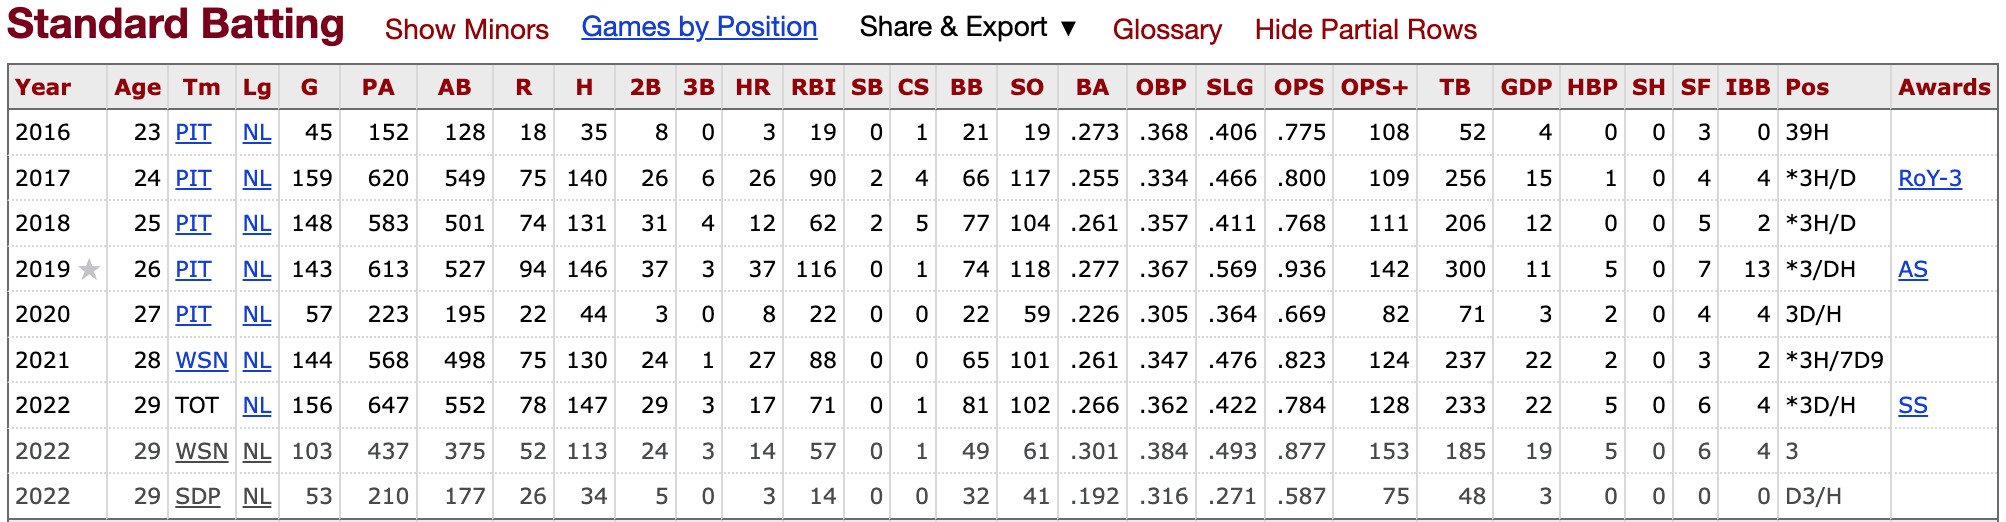 Standard Batting Show Minors Games by Position Share & Export ▼ Glossary Hide Partial Rows
Year Age Tm Lg G PA AB R H 2B 3B HR RBI SB CS BB SO BA OBP SLG OPS OPS+ TB GDP HBP SH SF IBB Pos Awards
2016 23 PIT NL 45 152 128 18 35 8 0 3 19 0 1 21 19 .273 .368 .406 .775 108 52 4 0 0 3 0 39H
2017 24 PIT NL 159 620 549 75 140 26 6 26 90 2 4 66 117 .255 .334 .466 .800 109 256 15 1 0 4 4 *3H/D RoY-3
2018 25 PIT NL 148 583 501 74 131 31 4 12 62 2 5 77 104 .261 .357 .411 .768 111 206 12 0 0 5 2 *3H/D
2019 ★ 26 PIT NL 143 613 527 94 146 37 3 37 116 0 1 74 118 .277 .367 .569 .936 142 300 11 5 0 7 13 *3/DH AS
2020 27 PIT NL 57 223 195 22 44 3 0 8 22 0 0 22 59 .226 .305 .364 .669 82 71 3 2 0 4 4 3D/H
2021 28 WSN NL 144 568 498 75 130 24 1 27 88 0 0 65 101 .261 .347 .476 .823 124 237 22 2 0 3 2 *3H/7D9
2022 29 TOT NL 156 647 552 78 147 29 3 17 71 0 1 81 102 .266 .362 .422 .784 128 233 22 5 0 6 4 *3D/H SS
2022 29 WSN NL 103 437 375 52 113 24 3 14 57 0 1 49 61 .301 .384 .493 .877 153 185 19 5 0 6 4 3
2022 29 SDP NL 53 210 177 26 34 5 0 3 14 0 0 32 41 .192 .316 .271 .587 75 48 3 0 0 0 0 D3/H